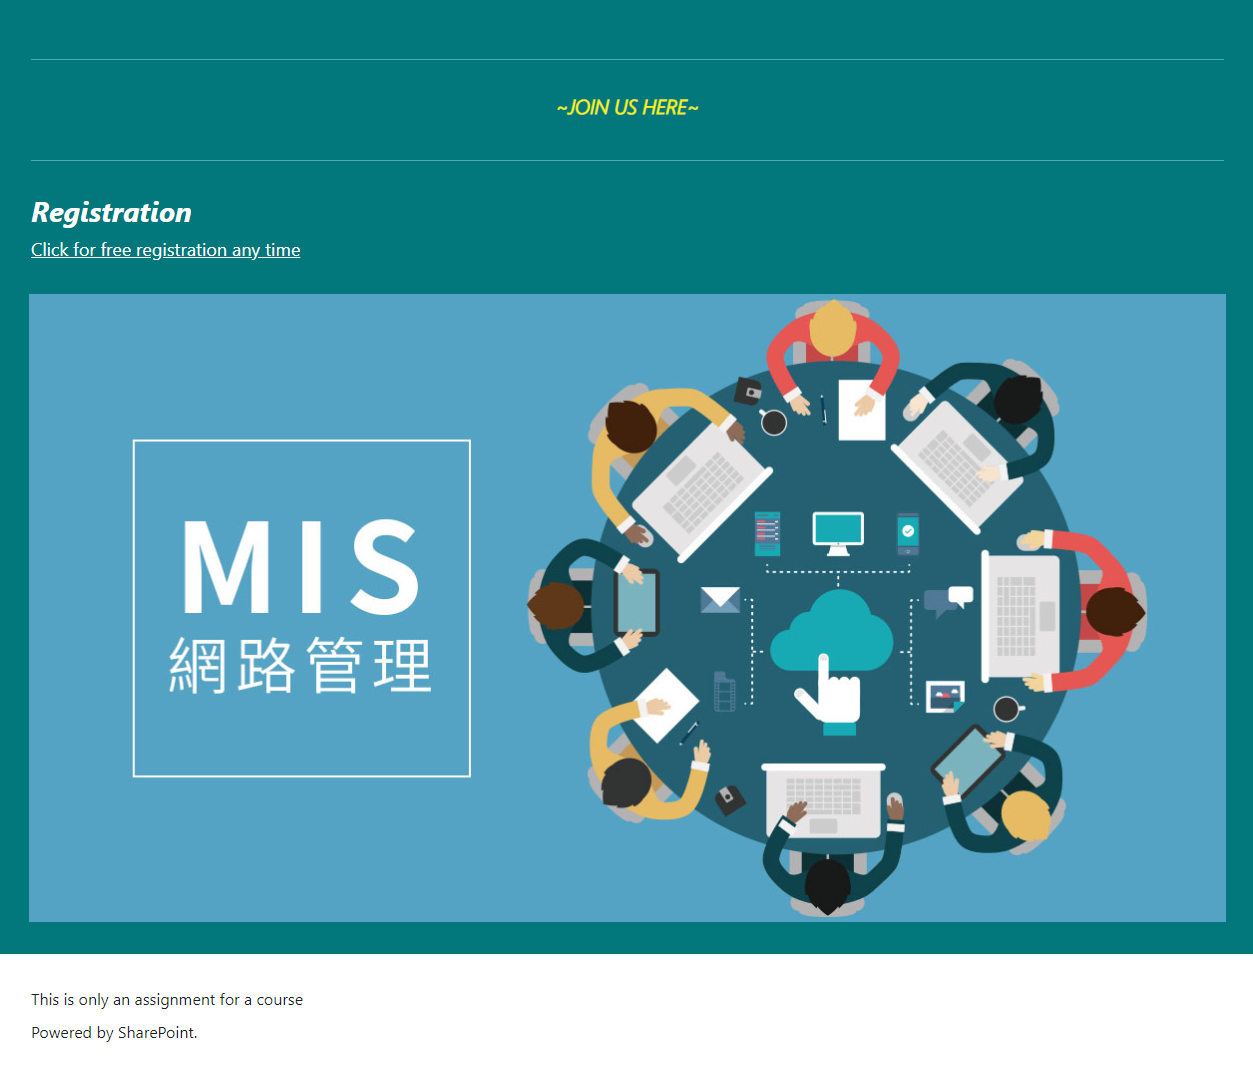 ~JOIN US HERE~
Registration
Click for free registration any time
MIS
網路管理
This is only an assignment for a course
Powered by SharePoint.